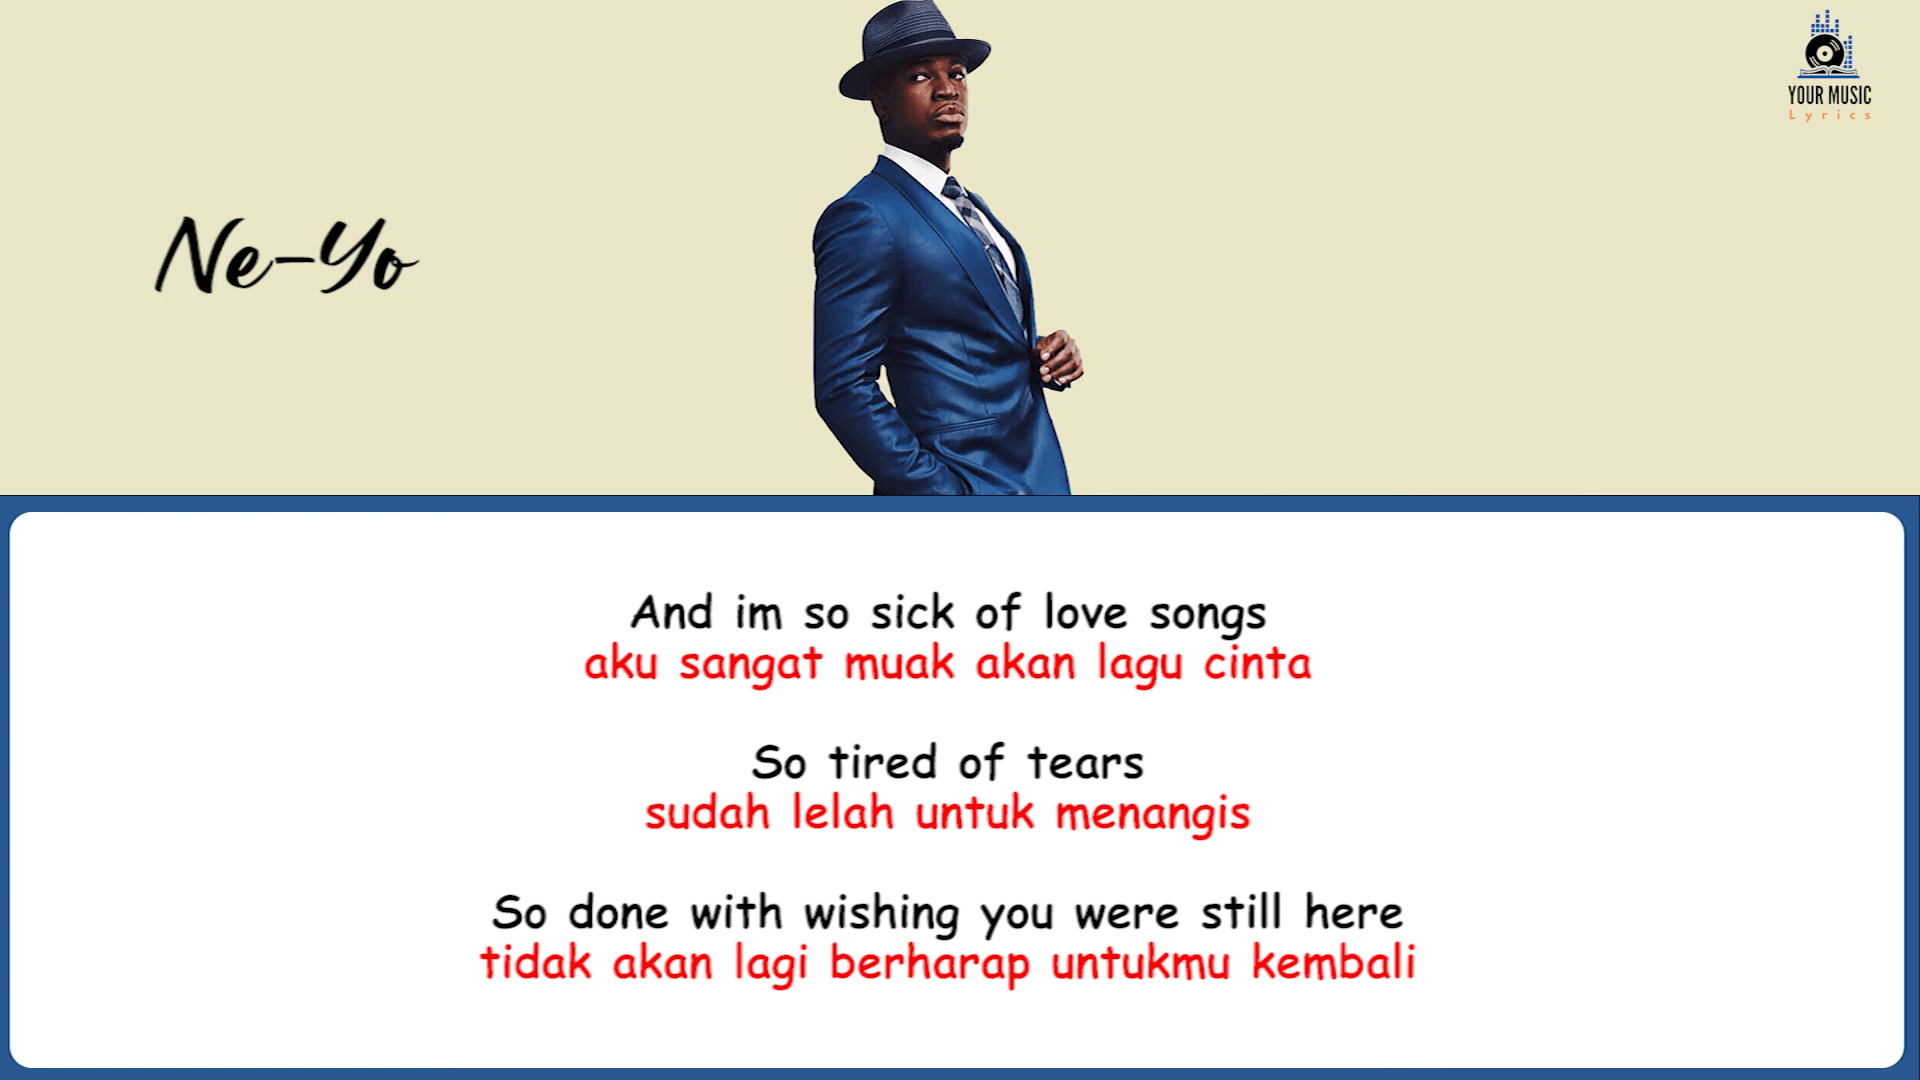 YOUR MUSIC
Lyrics
Ne-Yo
And im so sick of love songs
aku sangat muak akan lagu cinta
So tired of tears
sudah lelah untuk menangis
So done with wishing you were still here
tidak akan lagi berharap untukmu kembali